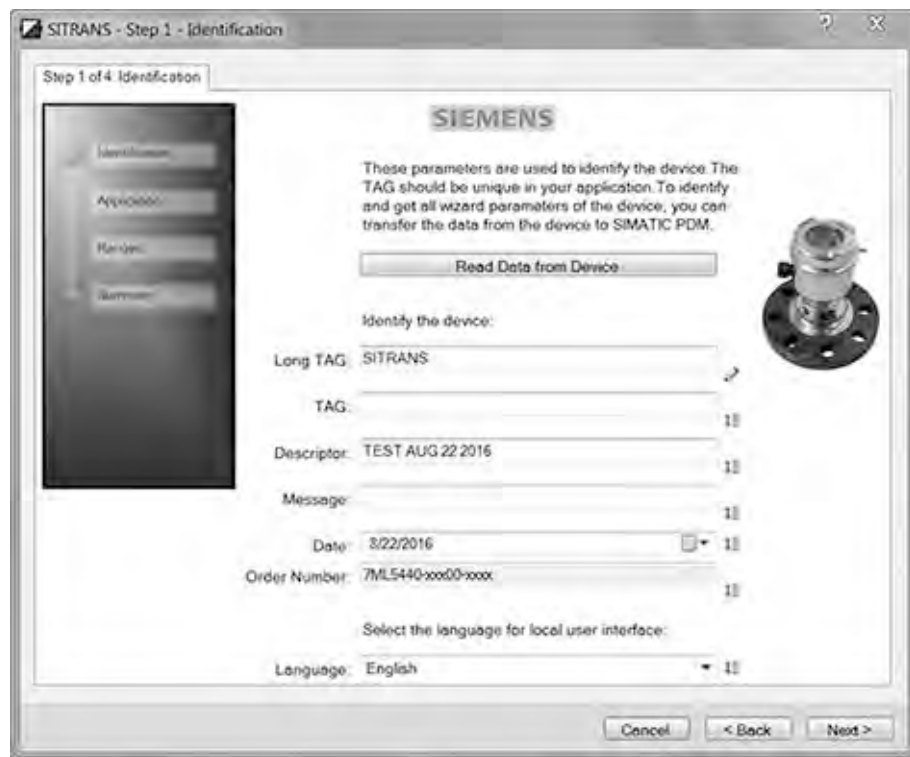 SITRANS - Step 1 - Identification
Step 1 of 4 Identification
Identification
Application
Ranges
Summary
SIEMENS
These parameters are used to identify the device. The
TAG should be unique in your application. To identify
and get all wizard parameters of the device, you can
transfer the data from the device to SIMATIC PDM.
Read Data from Device
Identify the device:
Long TAG: SITRANS
TAG:
Descriptor: TEST AUG 22 2016
Message:
Date: 8/22/2016
Order Number: 7ML5440-xxx00-xxxx
Select the language for local user interface:
Language: English
Cancel < Back Next >